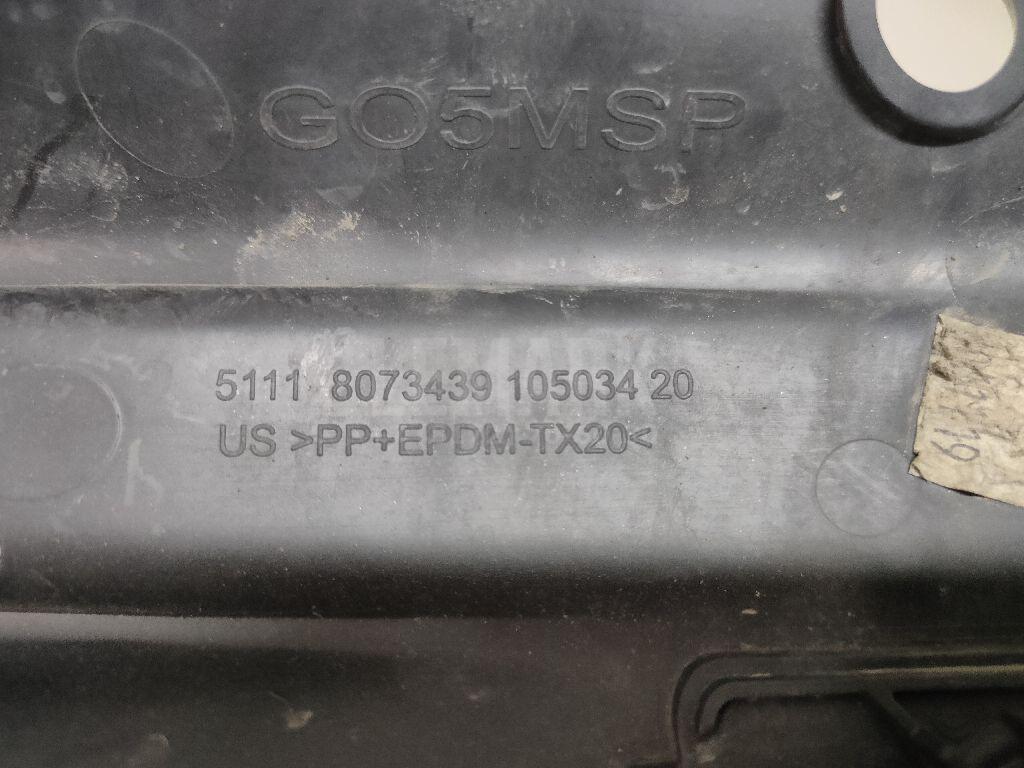 GO5MSP
5111 8073439 105034 20
US >PP+EPDM-TX20<